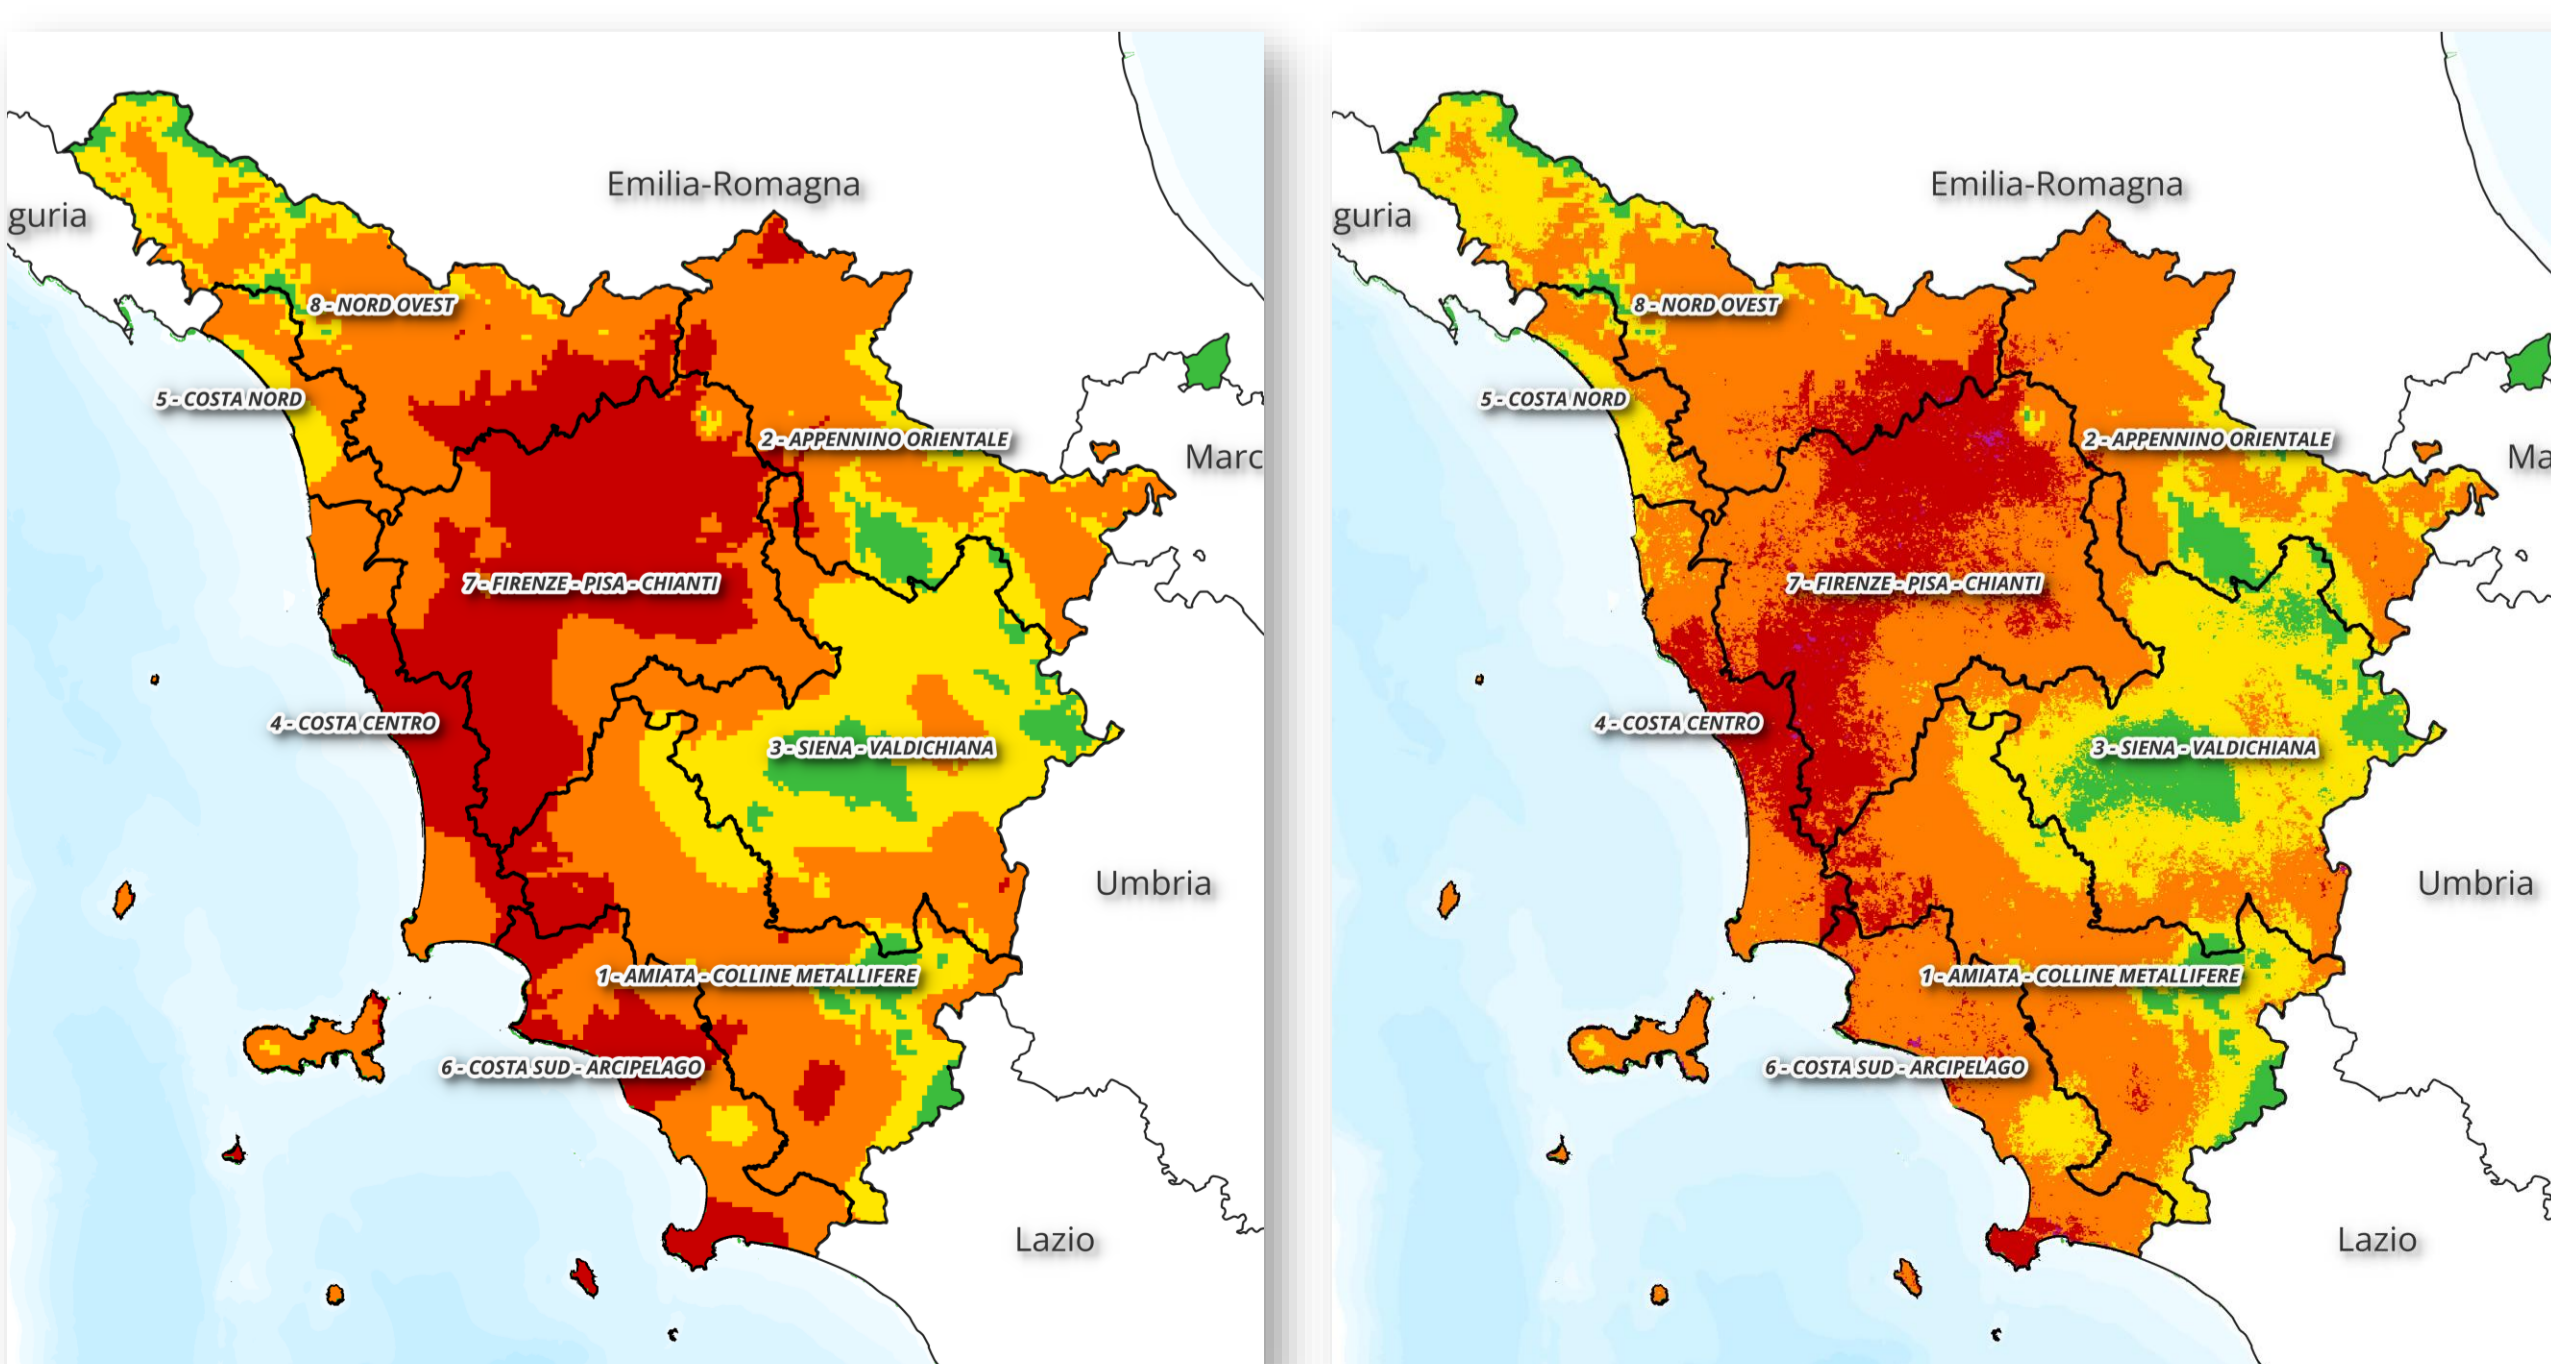 Emilia-Romagna
guria
8 - NORD OVEST
5 - COSTA NORD
2 - APPENNINO ORIENTALE
Marc
7 - FIRENZE - PISA - CHIANTI
4 - COSTA CENTRO
3 - SIENA - VALDICHIANA
Umbria
1 - AMIATA - COLLINE METALLIFERE
6 - COSTA SUD - ARCIPELAGO
Lazio
Emilia-Romagna
guria
8 - NORD OVEST
5 - COSTA NORD
2 - APPENNINO ORIENTALE
Ma
7 - FIRENZE - PISA - CHIANTI
4 - COSTA CENTRO
3 - SIENA - VALDICHIANA
Umbria
1 - AMIATA - COLLINE METALLIFERE
6 - COSTA SUD - ARCIPELAGO
Lazio